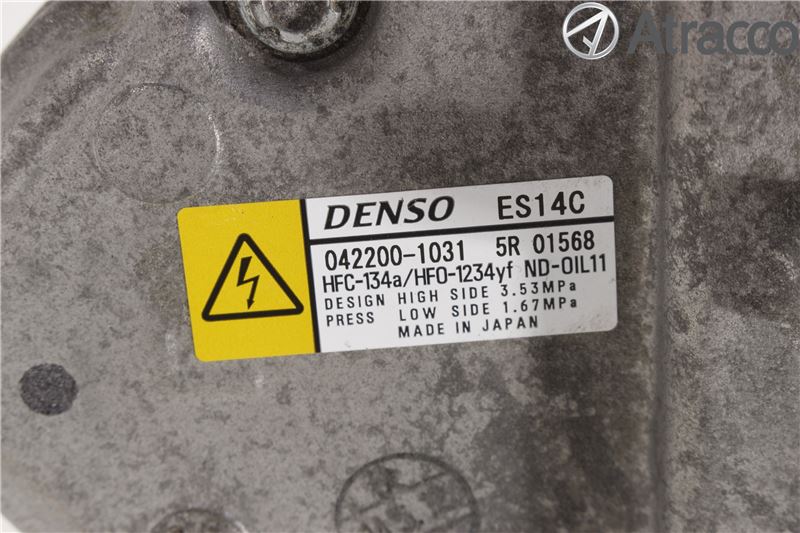 Atracco
DENSO ES14C
042200-1031 5R 01568
HFC-134a/HFO-1234yf ND-OIL11
DESIGN HIGH SIDE 3.53MPa
PRESS LOW SIDE 1.67MPa
MADE IN JAPAN